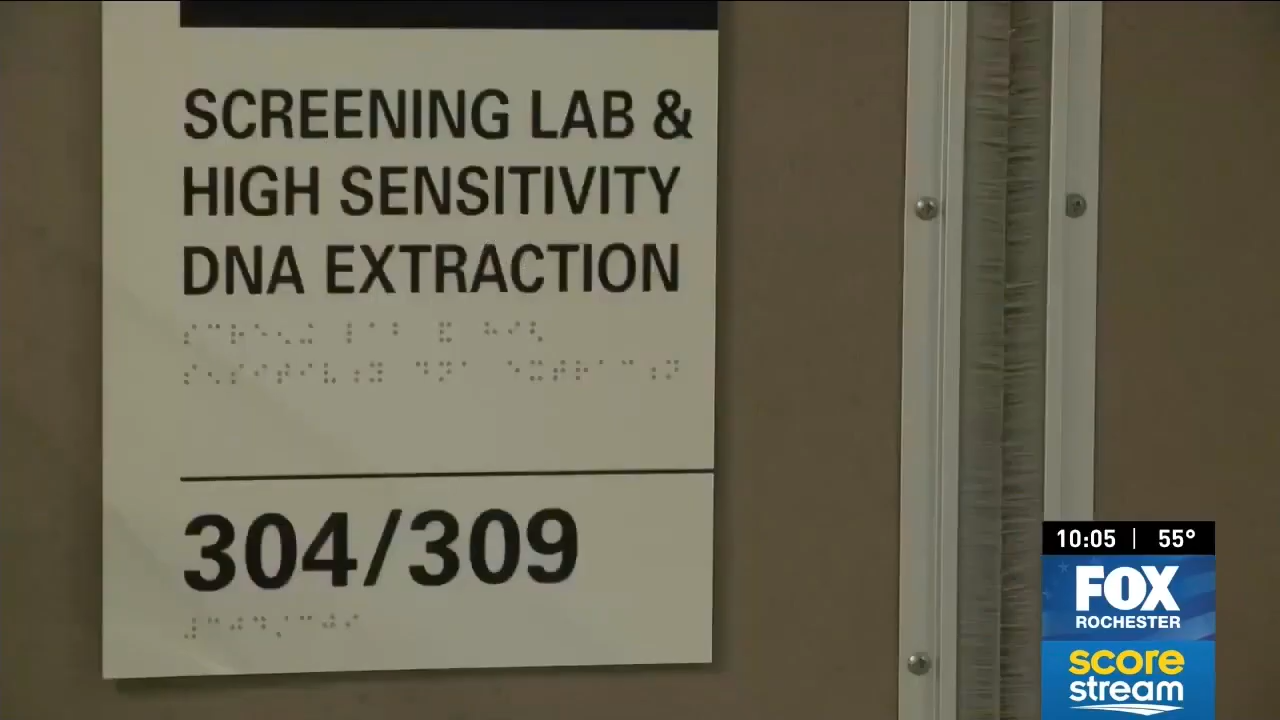 SCREENING LAB &
HIGH SENSITIVITY
DNA EXTRACTION
304/309
10:05 | 55°
FOX
ROCHESTER
score
stream